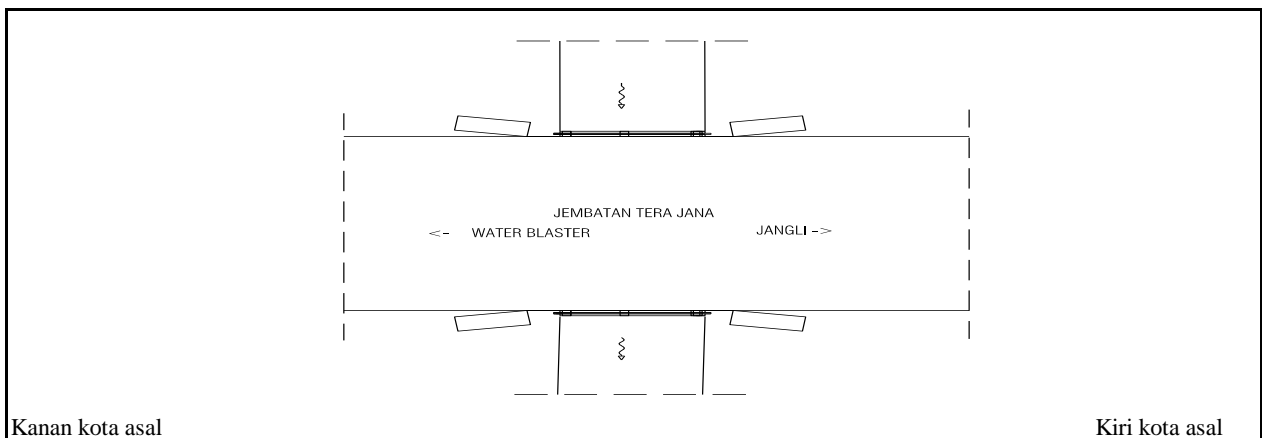 JEMBATAN TERA JANA
<- WATER BLASTER
JANGLI ->
Kanan kota asal
Kiri kota asal